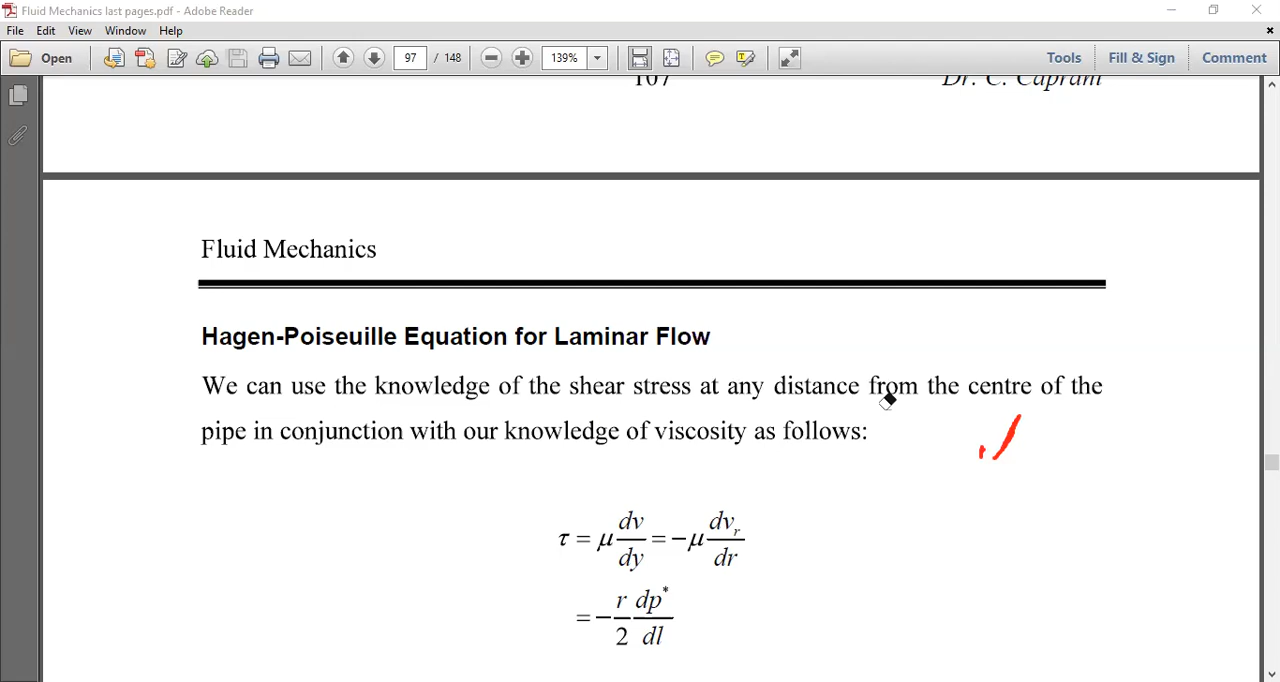 Fluid Mechanics last pages.pdf - Adobe Reader
File Edit View Window Help
Open 97 / 148 139% Tools Fill & Sign Comment
107 Dr. C. Caprani
Fluid Mechanics
Hagen-Poiseuille Equation for Laminar Flow
We can use the knowledge of the shear stress at any distance from the centre of the
pipe in conjunction with our knowledge of viscosity as follows:
τ = μ dv/dy = −μ dvᵣ/dr
= − r/2 dp*/dl